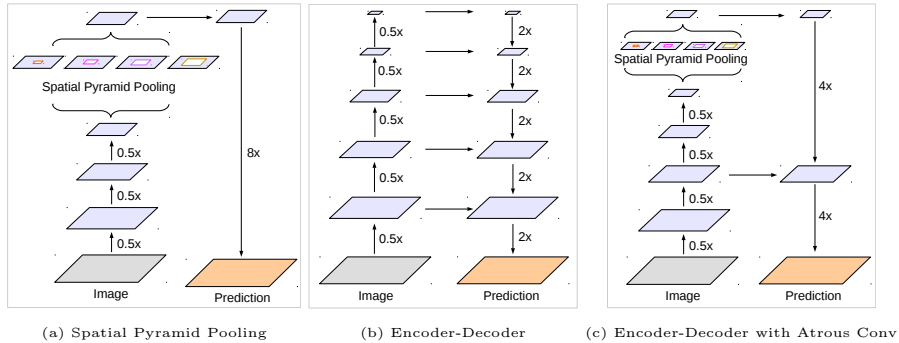 Spatial Pyramid Pooling
0.5x
0.5x
0.5x
8x
Image
Prediction
(a) Spatial Pyramid Pooling
0.5x
0.5x
0.5x
0.5x
0.5x
2x
2x
2x
2x
2x
Image
Prediction
(b) Encoder-Decoder
Spatial Pyramid Pooling
0.5x
0.5x
0.5x
0.5x
4x
4x
Image
Prediction
(c) Encoder-Decoder with Atrous Conv